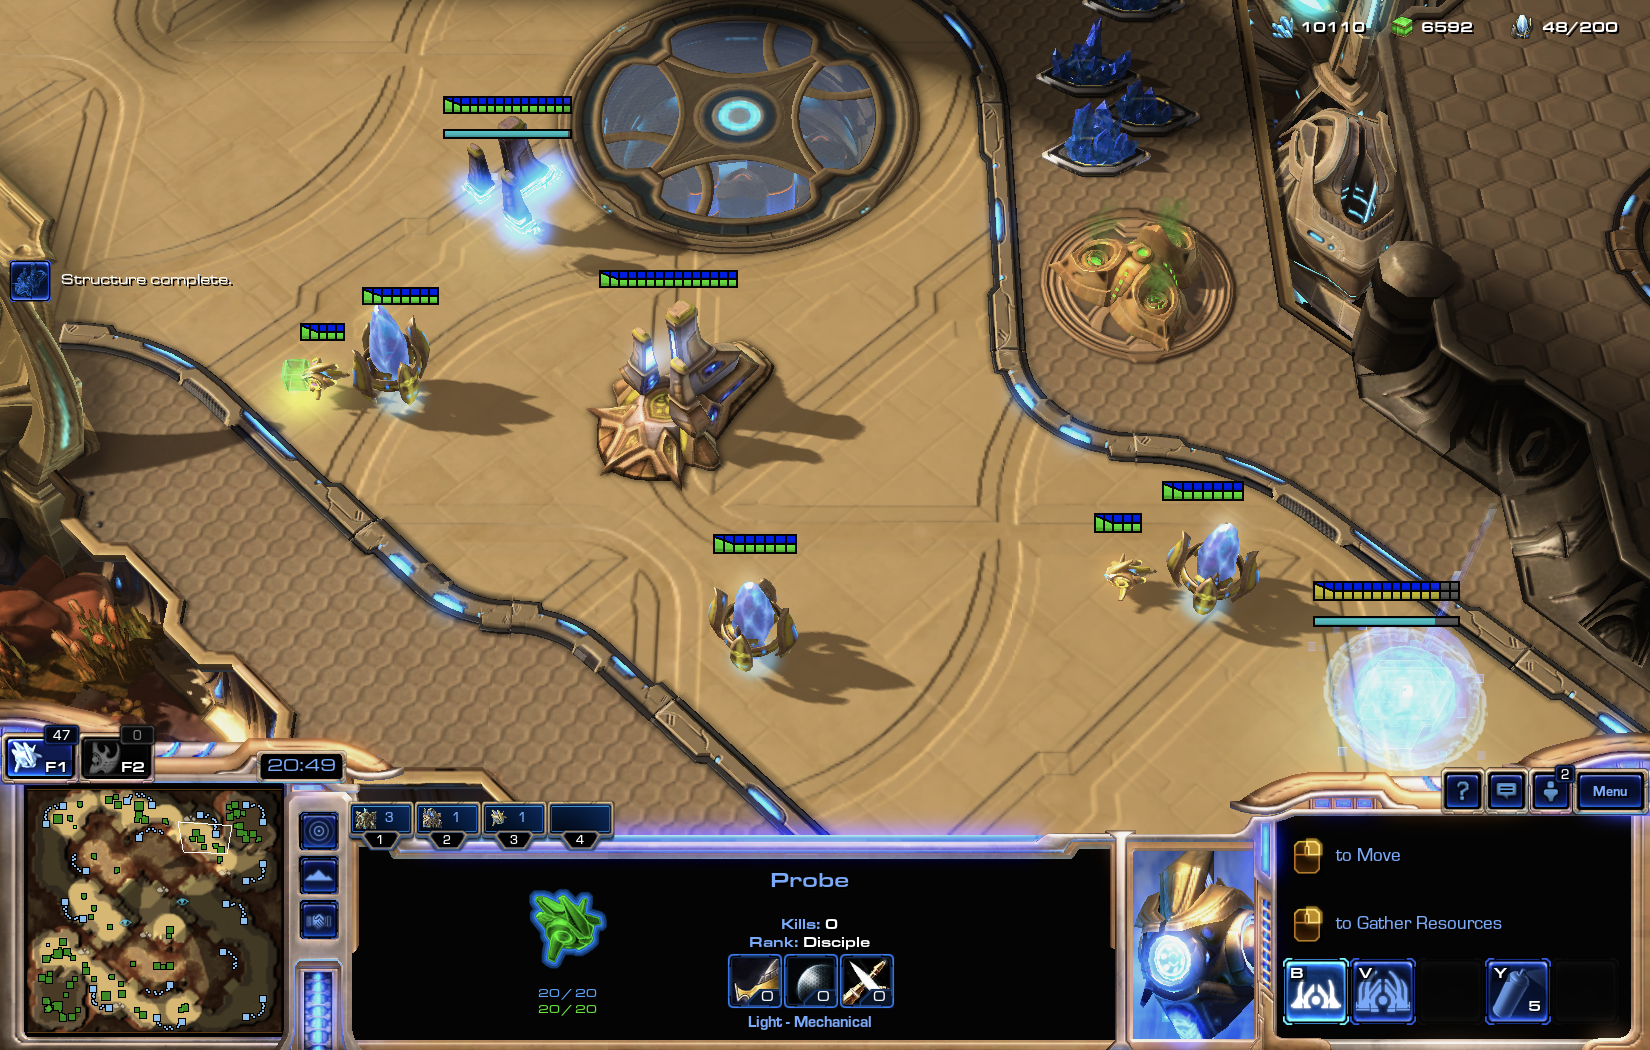 10110 6592 48/200
Structure complete.
47 0
F1 F2
20:49
? 2 Menu
3 1 1
1 2 3 4
Probe
Kills: 0
Rank: Disciple
0 0 0
20/20
20/20
Light - Mechanical
to Move
to Gather Resources
B V Y
5